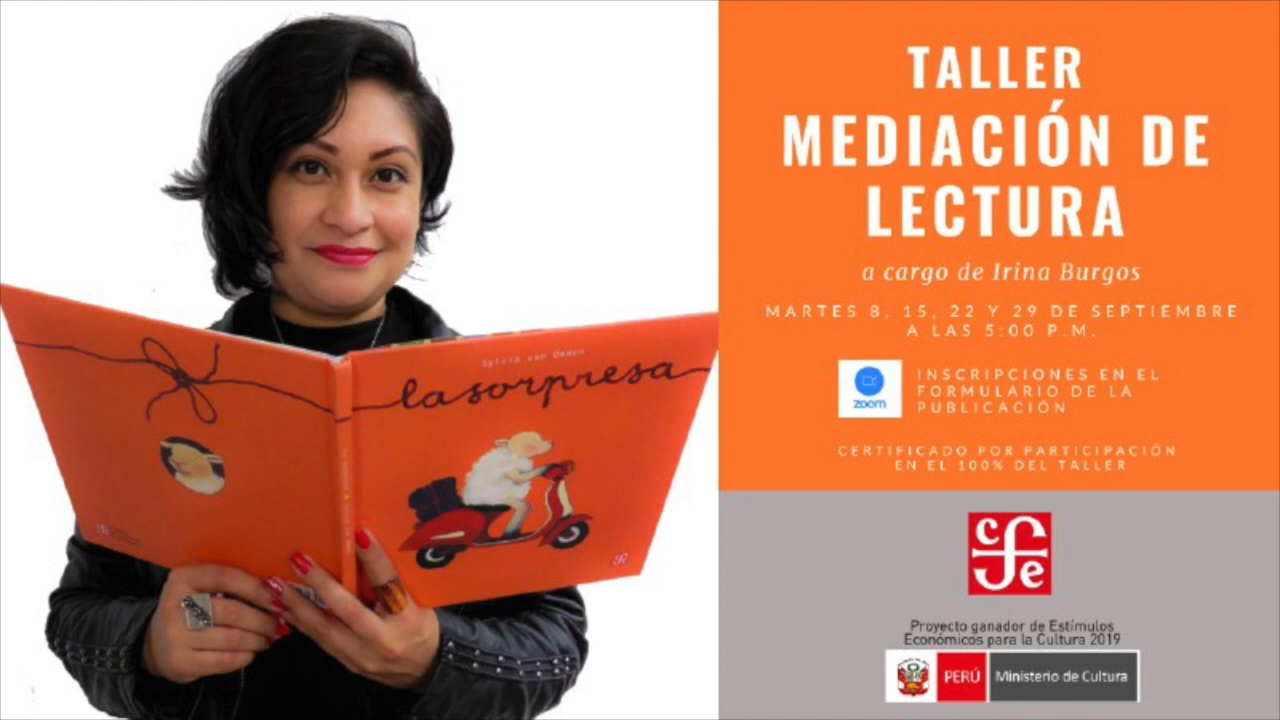 TALLER
MEDIACIÓN DE
LECTURA
a cargo de Irina Burgos
MARTES 8, 15, 22 Y 29 DE SEPTIEMBRE
A LAS 5:00 P.M.
zoom
INSCRIPCIONES EN EL
FORMULARIO DE LA
PUBLICACIÓN
CERTIFICADO POR PARTICIPACIÓN
EN EL 100% DEL TALLER
Sylvia van Ommen
la sorpresa
cfe
Proyecto ganador de Estímulos
Económicos para la Cultura 2019
PERÚ Ministerio de Cultura